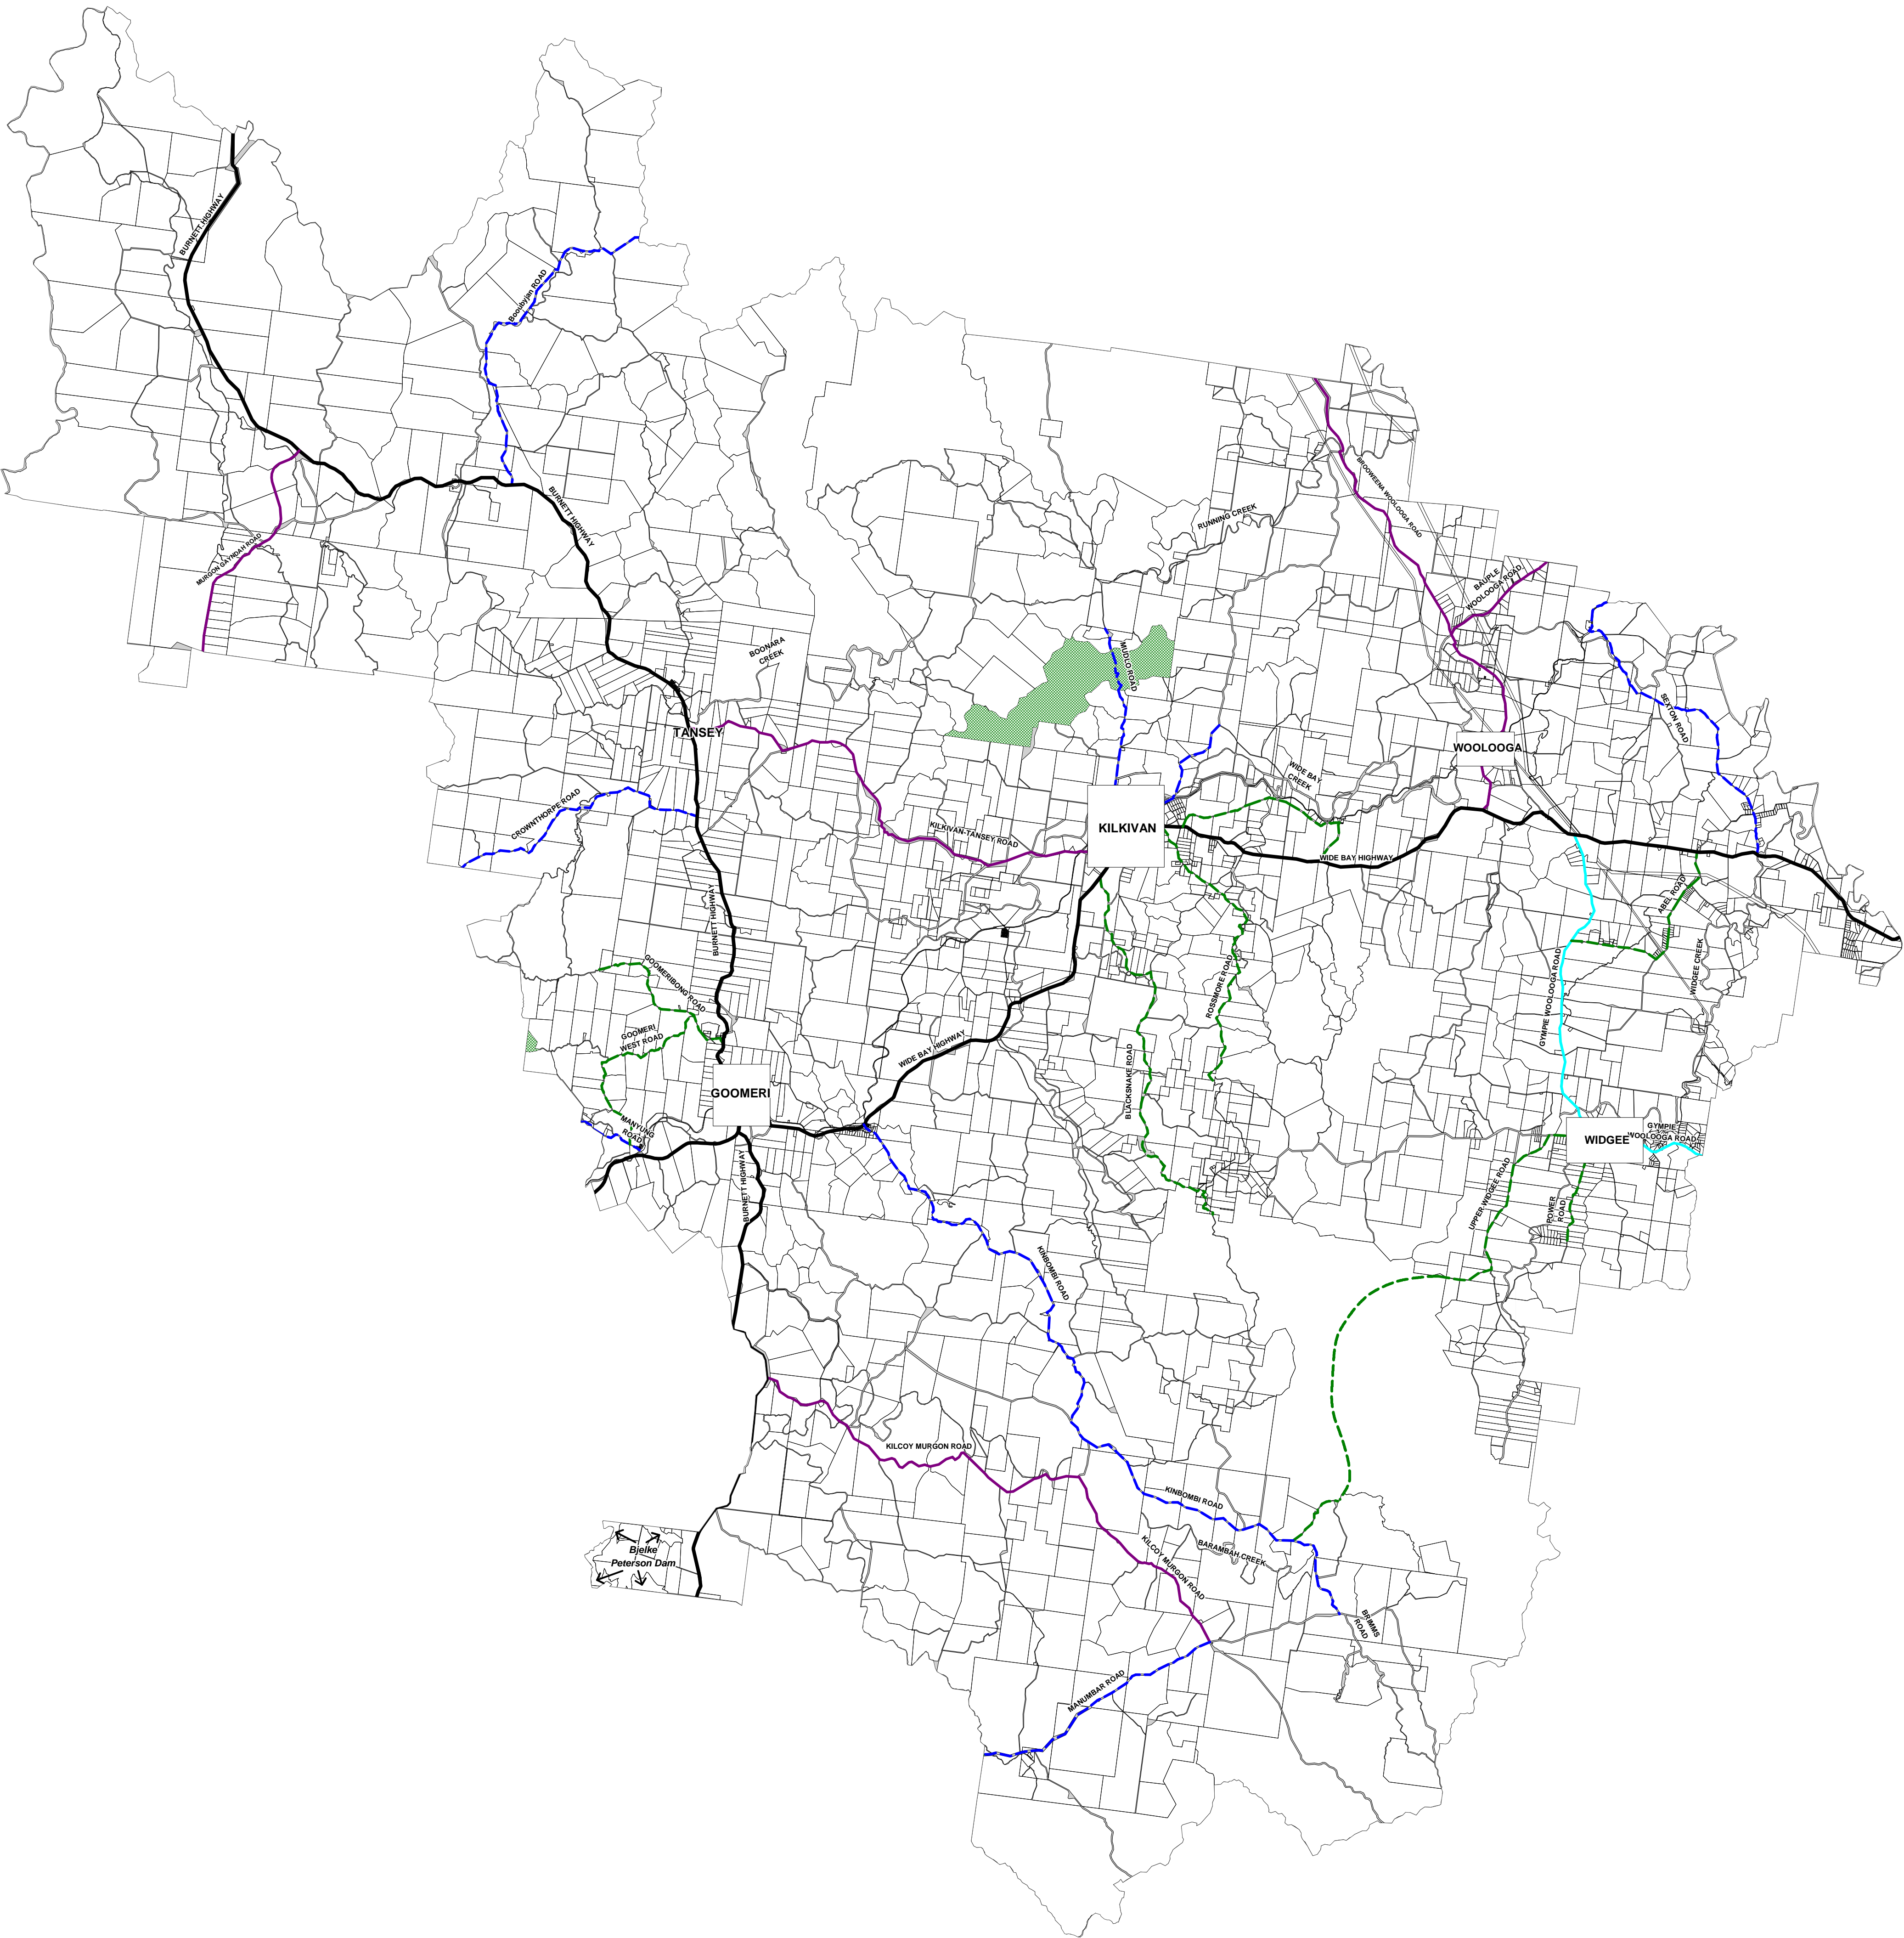 BURNETT HIGHWAY
Booubyjan ROAD
BURNETT HIGHWAY
MURGON GAYNDAH ROAD
BROOWEENA WOOLOOGA ROAD
RUNNING CREEK
BAUPLE
WOOLOOGA ROAD
BOONARA
CREEK
MUDLO ROAD
SEXTON ROAD
TANSEY
WOOLOOGA
WIDE BAY
CREEK
CROWNTHORPE ROAD
KILKIVAN
KILKIVAN-TANSEY ROAD
WIDE BAY HIGHWAY
ABEL ROAD
BURNETT HIGHWAY
GOOMERIBONG ROAD
ROSSMORE ROAD
GYMPIE WOOLOOGA ROAD
WIDGEE CREEK
GOOMERI
WEST ROAD
WIDE BAY HIGHWAY
BLACKSNAKE ROAD
GOOMERI
MANYUNG
ROAD
GYMPIE
WOOLOOGA ROAD
WIDGEE
BURNETT HIGHWAY
UPPER WIDGEE ROAD
POWER
ROAD
KINBOMBI ROAD
KILCOY MURGON ROAD
KINBOMBI ROAD
BARAMBAH CREEK
KILCOY MURGON ROAD
Bjelke
Peterson Dam
BRIMMS
ROAD
MANUMBAR ROAD